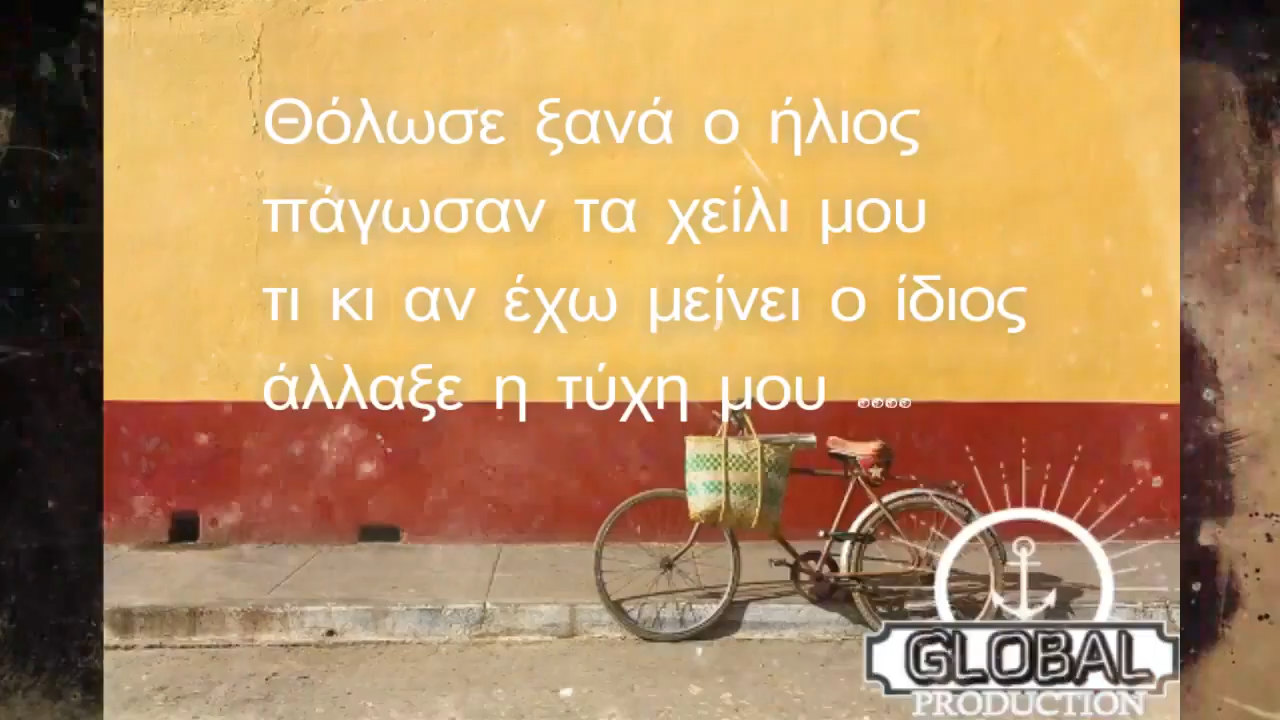 Θόλωσε ξανά ο ήλιος
πάγωσαν τα χείλι μου
τι κι αν έχω μείνει ο ίδιος
άλλαξε η τύχη μου ....
GLOBAL
PRODUCTION